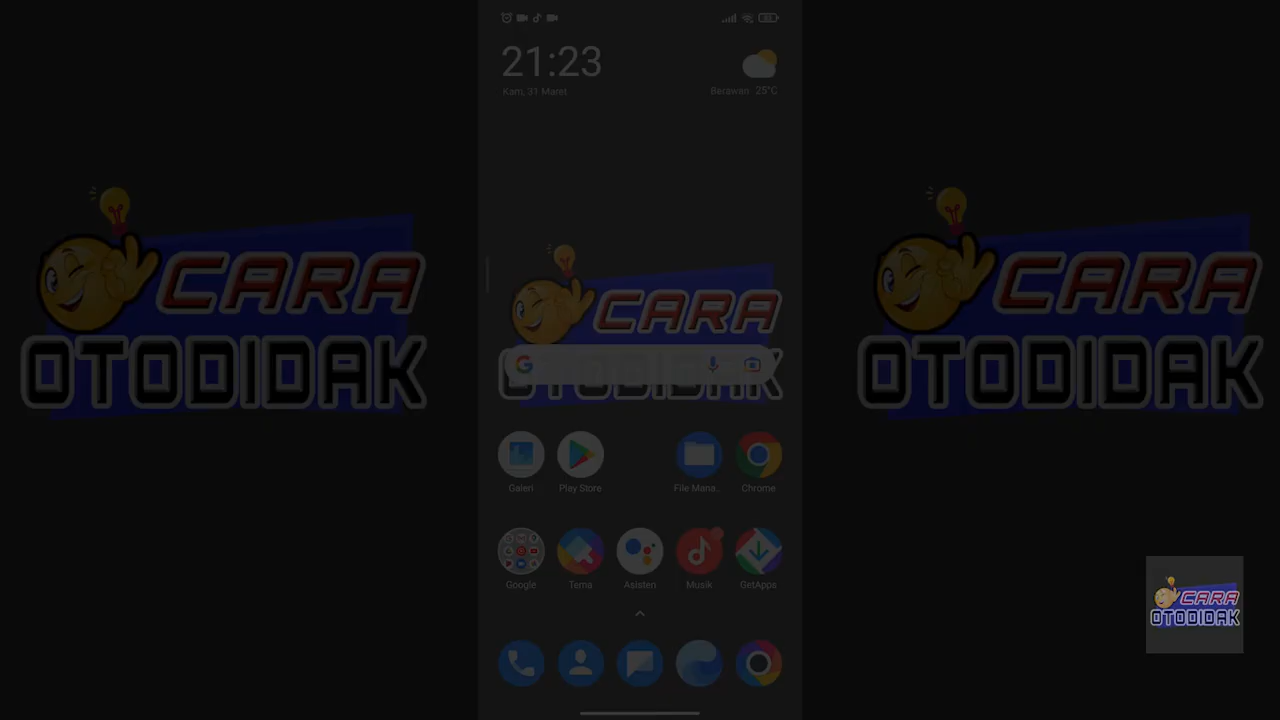 21:23
Kam, 31 Maret
Berawan 25°C
CARA
OTODIDAK
CARA
OTODIDAK
CARA
OTODIDAK
Galeri
Play Store
File Mana..
Chrome
Google
Tema
Asisten
Musik
GetApps
CARA
OTODIDAK